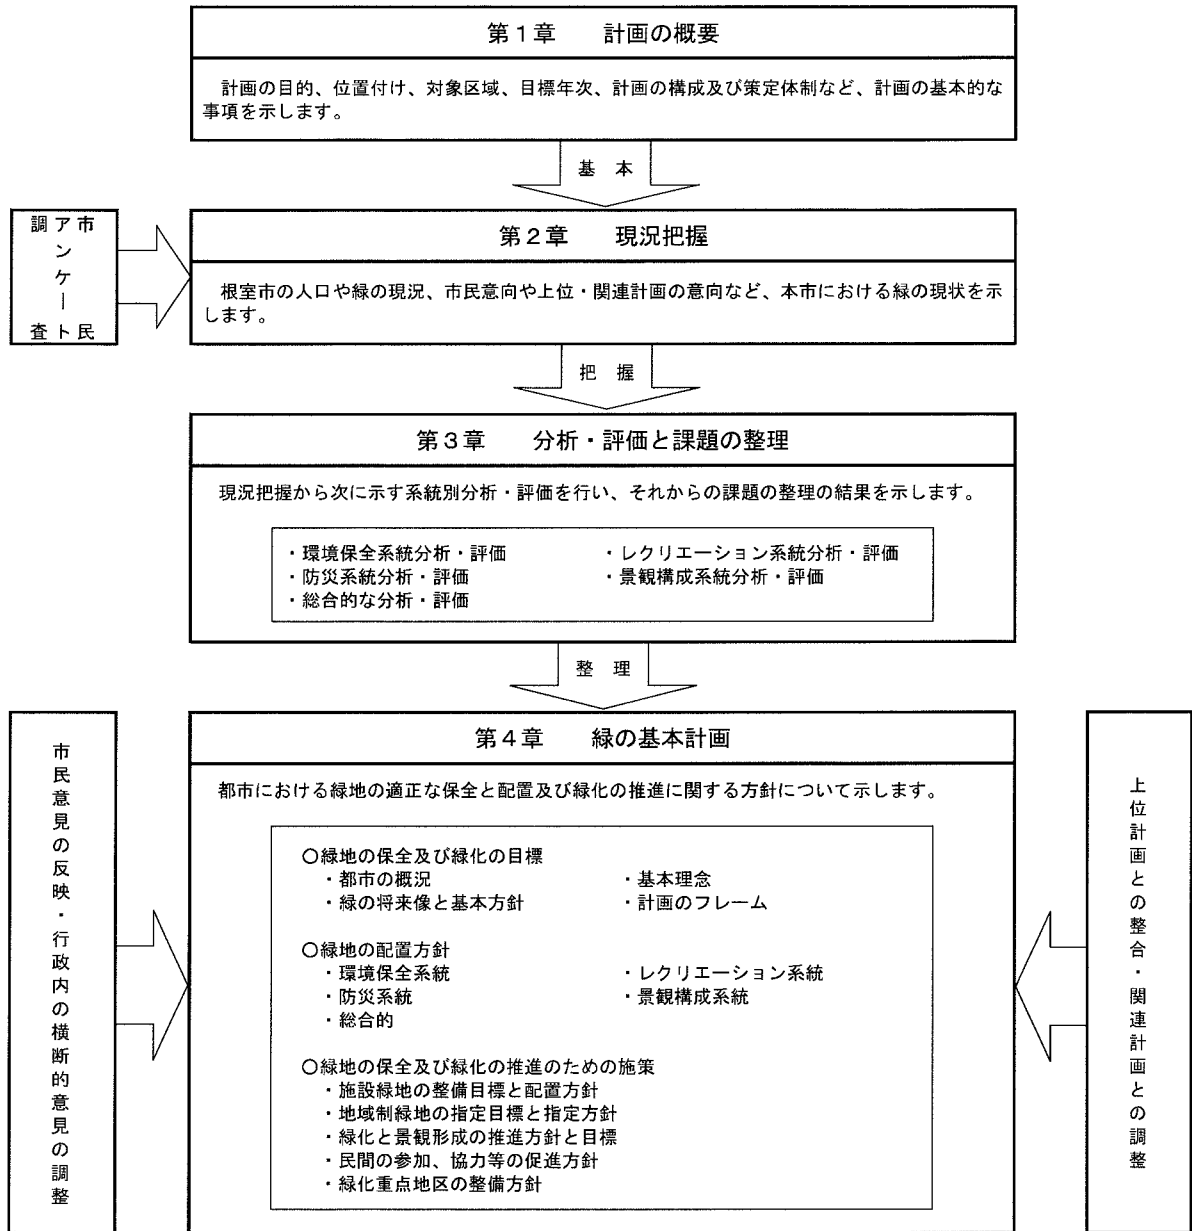 第１章　計画の概要
計画の目的、位置付け、対象区域、目標年次、計画の構成及び策定体制など、計画の基本的な
事項を示します。
基　本
市民
アンケート
調査
第２章　現況把握
根室市の人口や緑の現況、市民意向や上位・関連計画の意向など、本市における緑の現状を示
します。
把　握
第３章　分析・評価と課題の整理
現況把握から次に示す系統別分析・評価を行い、それからの課題の整理の結果を示します。
・環境保全系統分析・評価　・レクリエーション系統分析・評価
・防災系統分析・評価　・景観構成系統分析・評価
・総合的な分析・評価
整　理
市民意見の反映・行政内の横断的意見の調整
第４章　緑の基本計画
都市における緑地の適正な保全と配置及び緑化の推進に関する方針について示します。
〇緑地の保全及び緑化の目標
・都市の概況　・基本理念
・緑の将来像と基本方針　・計画のフレーム
〇緑地の配置方針
・環境保全系統　・レクリエーション系統
・防災系統　・景観構成系統
・総合的
〇緑地の保全及び緑化の推進のための施策
・施設緑地の整備目標と配置方針
・地域制緑地の指定目標と指定方針
・緑化と景観形成の推進方針と目標
・民間の参加、協力等の促進方針
・緑化重点地区の整備方針
上位計画との整合・関連計画との調整